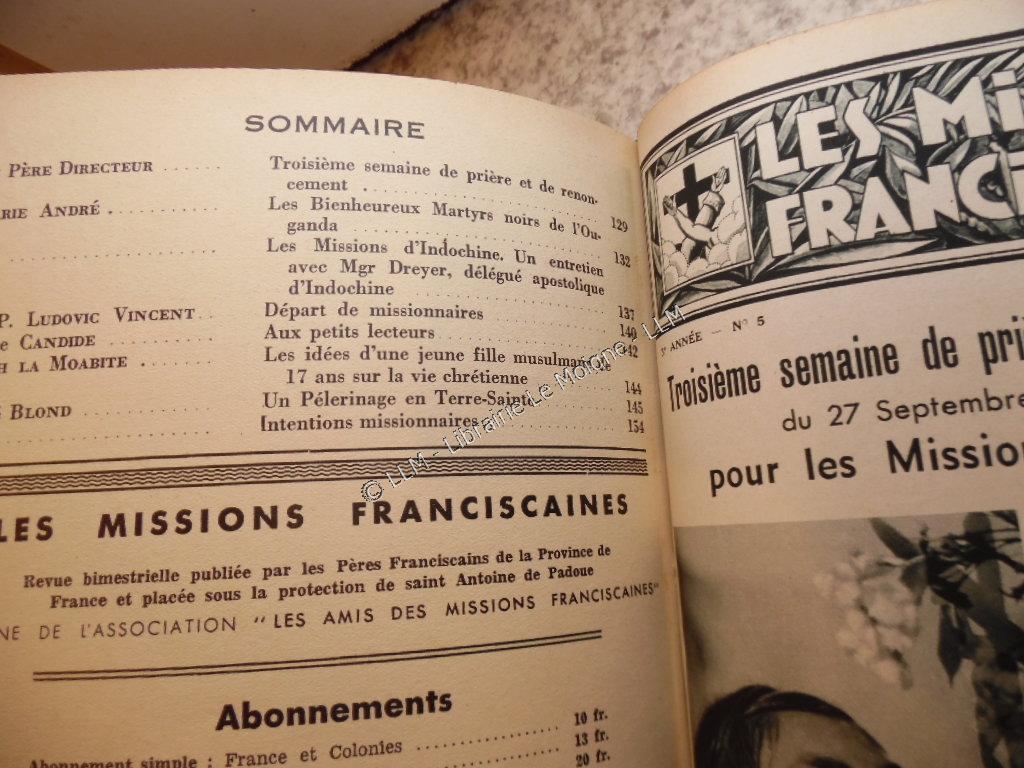 SOMMAIRE
PÈRE DIRECTEUR ...... Troisième semaine de prière et de renon-
cement . .................... 129
RIE ANDRÉ. ......... Les Bienheureux Martyrs noirs de l'Ou-
ganda ..................... 132
Les Missions d'Indochine. Un entretien
avec Mgr Dreyer, délégué apostolique
d'Indochine ................ 137
P. LUDOVIC VINCENT.. Départ de missionnaires ......... 140
CANDIDE ......... Aux petits lecteurs ............ 142
H LA MOABITE ...... Les idées d'une jeune fille musulmane de
17 ans sur la vie chrétienne ...... 144
BLOND .......... Un Pélerinage en Terre-Sainte ...... 145
Intentions missionnaires ......... 154
LES MISSIONS FRANCISCAINES
Revue bimestrielle publiée par les Pères Franciscains de la Province de
France et placée sous la protection de saint Antoine de Padoue
NE DE L'ASSOCIATION "LES AMIS DES MISSIONS FRANCISCAINES"
Abonnements
Abonnement simple : France et Colonies ............ 10 fr.
13 fr.
20 fr.
LES MI
FRANCI
ANNÉE — N° 5
Troisième semaine de pri
du 27 Septembre
pour les Mission
© LLM - Librairie Le Moigne - LLM